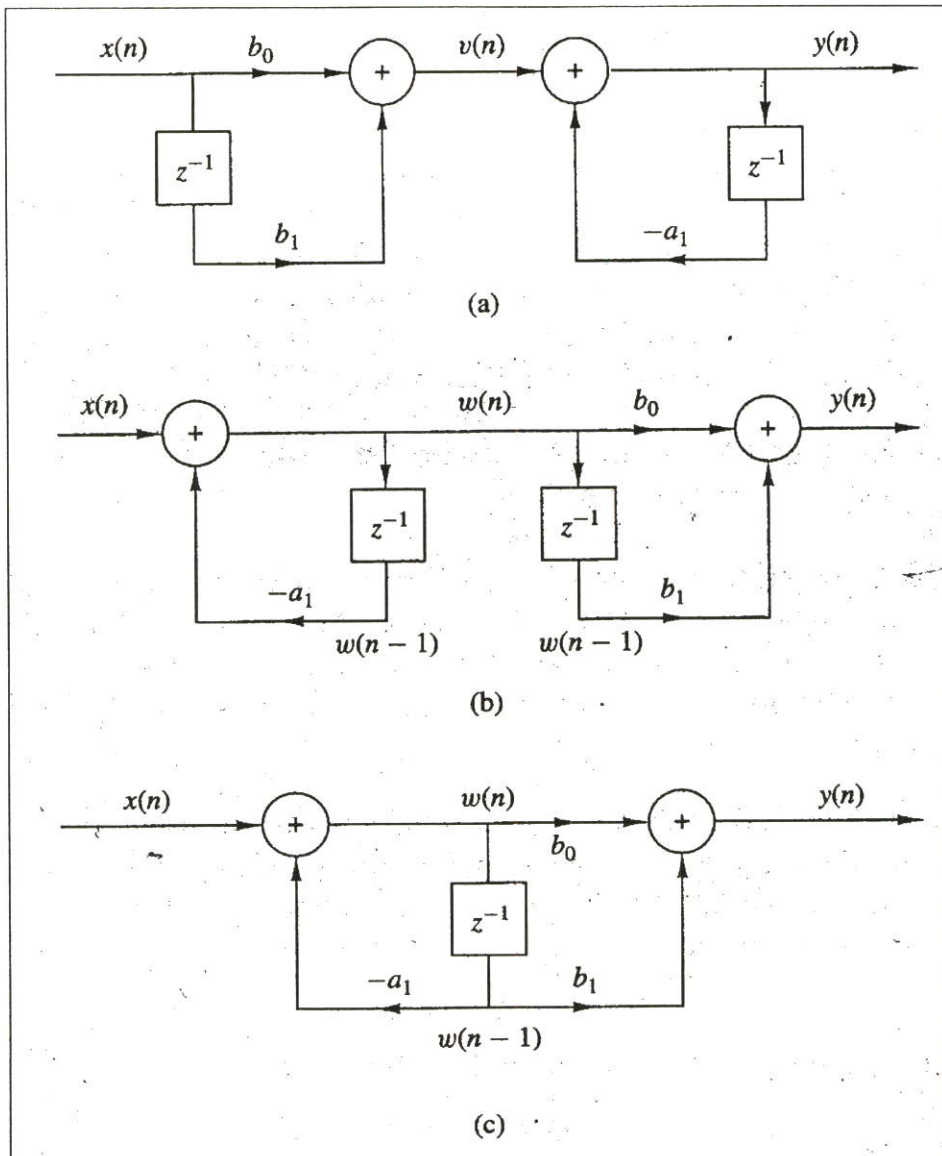 x(n) b₀ + v(n) + y(n)
z⁻¹ z⁻¹
b₁ −a₁
(a)
x(n) + w(n) b₀ + y(n)
z⁻¹ z⁻¹
−a₁ b₁
w(n − 1) w(n − 1)
(b)
x(n) + w(n) b₀ + y(n)
z⁻¹
−a₁ b₁
w(n − 1)
(c)